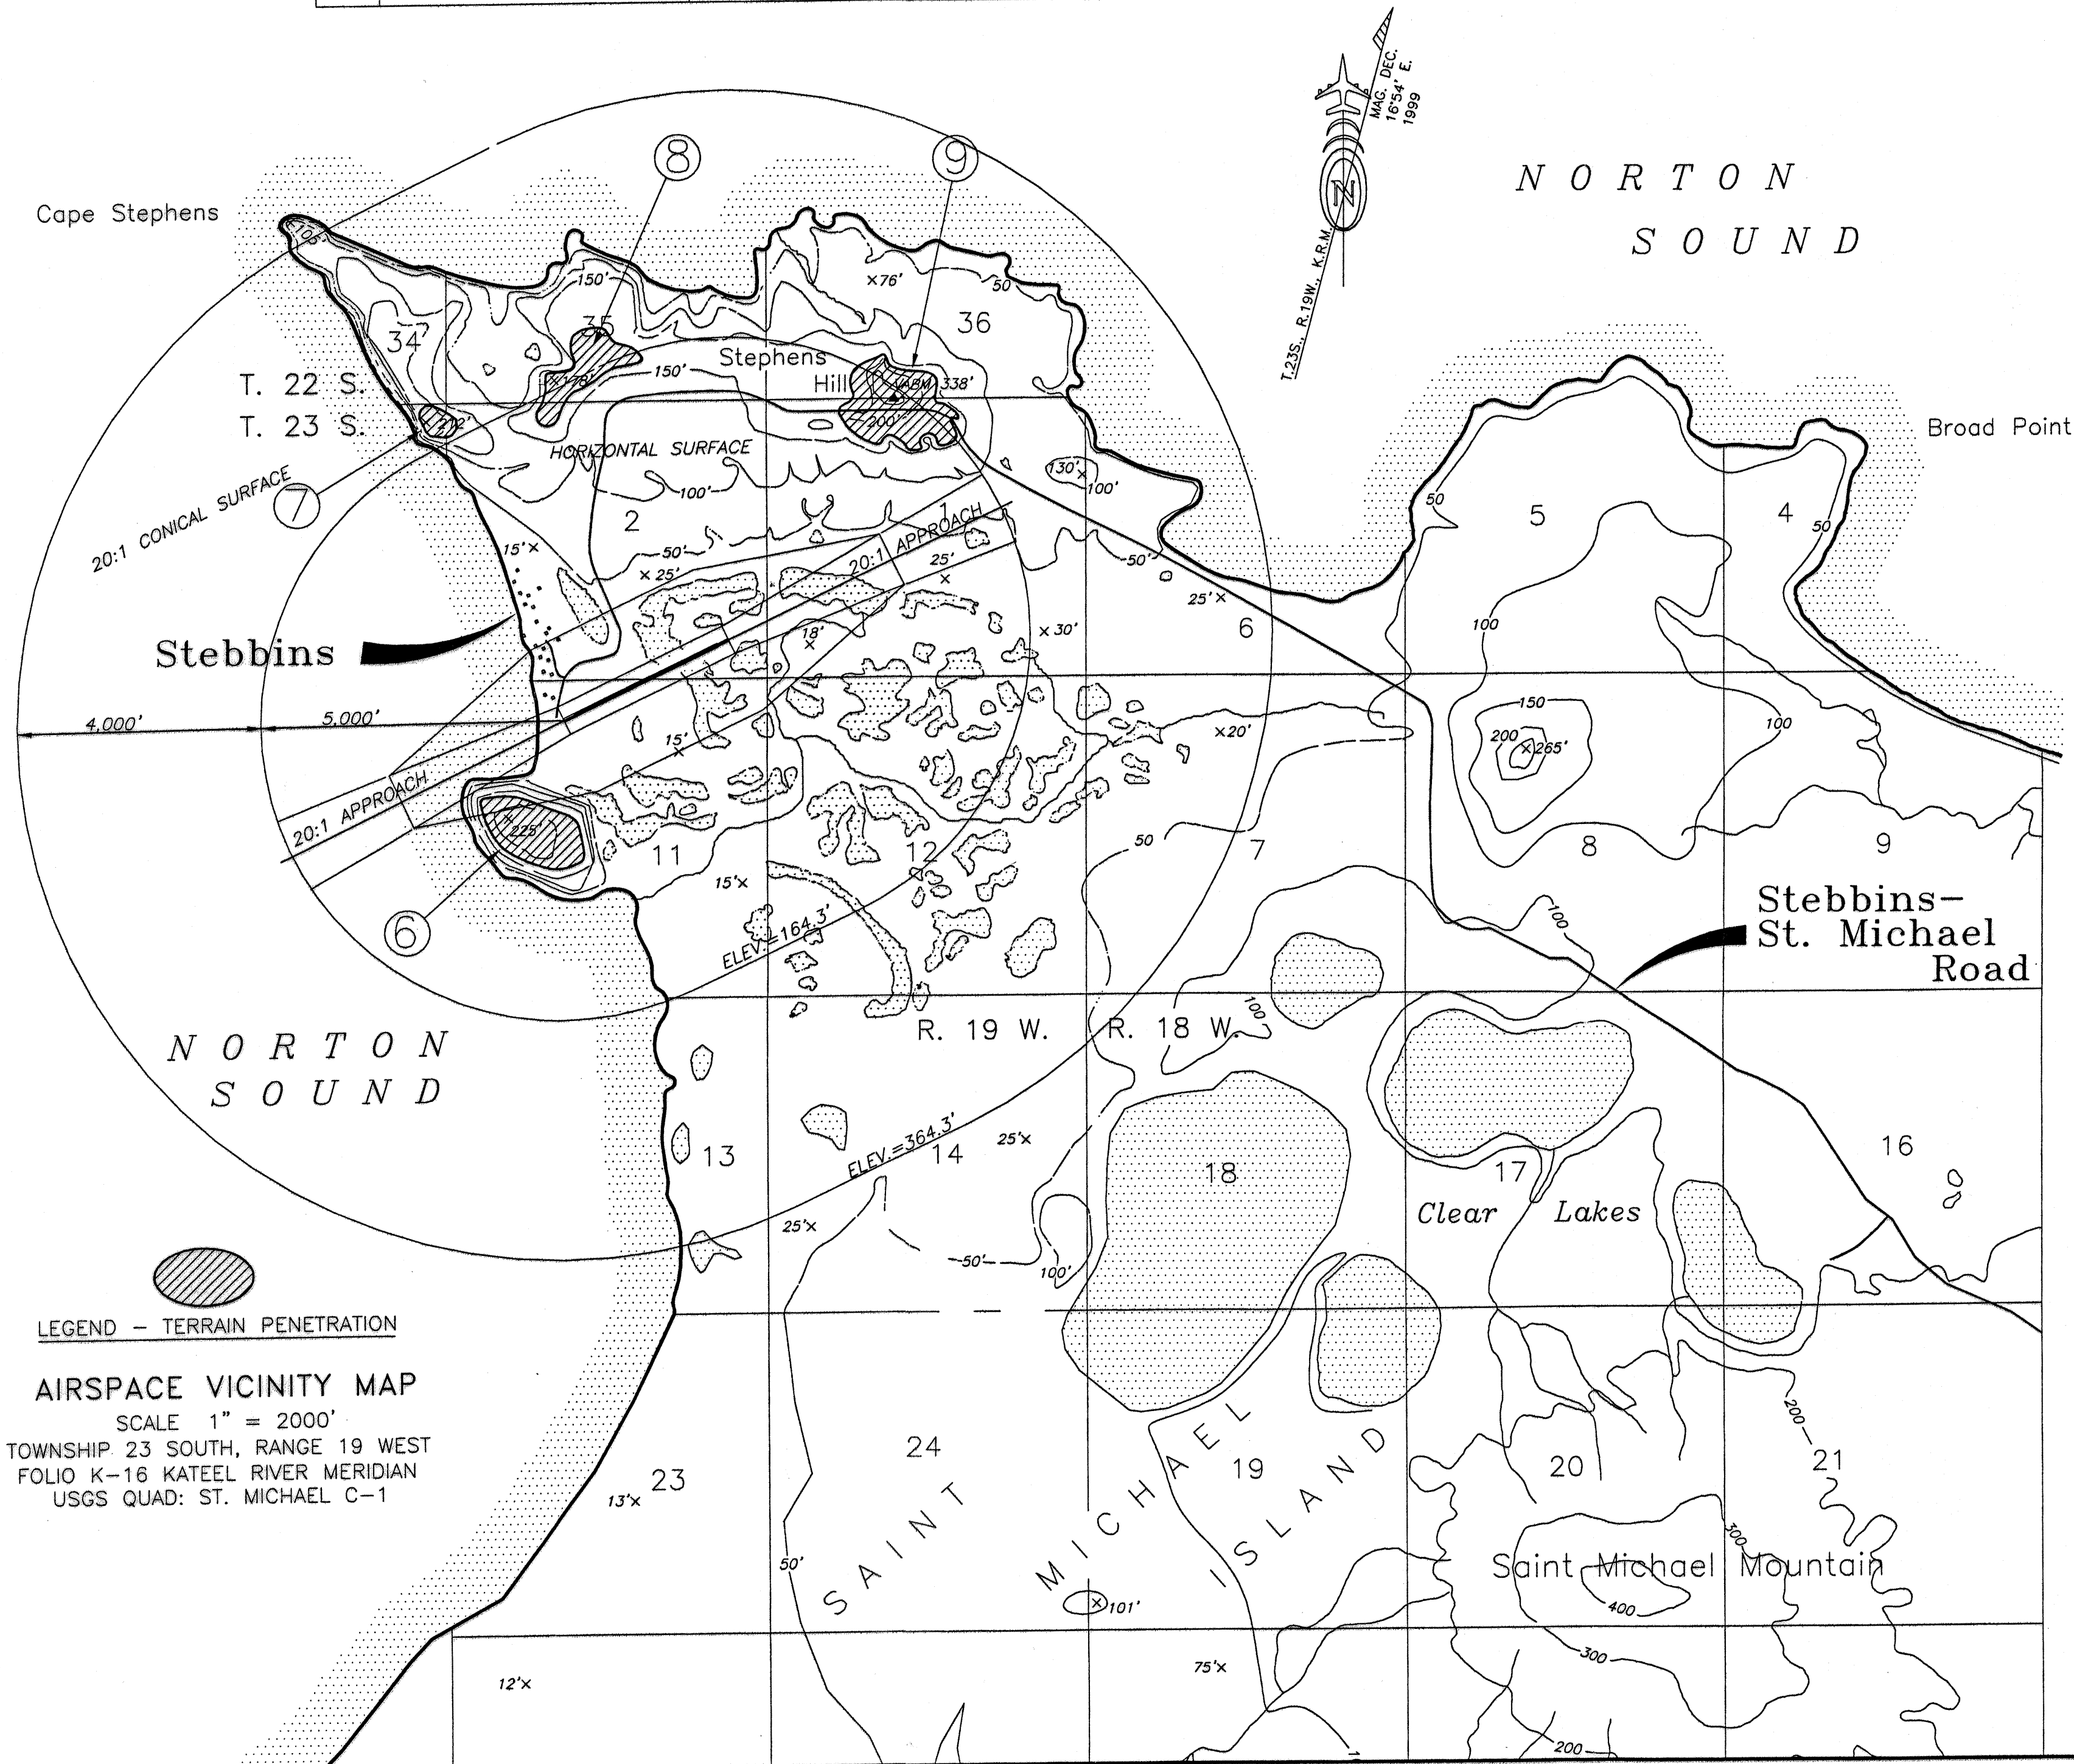 MAG. DEC.
16°54' E.
1999
N
T.23S., R.19W., K.R.M.
NORTON
SOUND
8
9
Cape Stephens
105'
150'
×76'
50
34
35
36
Stephens
Hill
VABM 338'
150'
×178'
200'
T. 22 S.
T. 23 S.
212'
Broad Point
HORIZONTAL SURFACE
20:1 CONICAL SURFACE
7
130'×
100'
100'
2
1
5
4
50
50
15'×
50'
20:1 APPROACH
25'
×
50'
×25'
25'×
6
100
18'
×
×30'
Stebbins
4,000'
5,000'
15'
×
×20'
150
200
×265'
100
20:1 APPROACH
225'
11
12
50
7
8
9
15'×
Stebbins-
St. Michael
Road
100
6
ELEV.=164.3'
100
R. 19 W.
R. 18 W.
NORTON
SOUND
13
ELEV.=364.3'
14
25'×
18
17
16
Clear Lakes
25'×
50'
100'
LEGEND - TERRAIN PENETRATION
AIRSPACE VICINITY MAP
SCALE 1" = 2000'
TOWNSHIP 23 SOUTH, RANGE 19 WEST
FOLIO K-16 KATEEL RIVER MERIDIAN
USGS QUAD: ST. MICHAEL C-1
200
23
24
19
20
21
13'×
SAINT MICHAEL
ISLAND
50'
300
Saint Michael Mountain
400
×101'
300
12'×
75'×
200